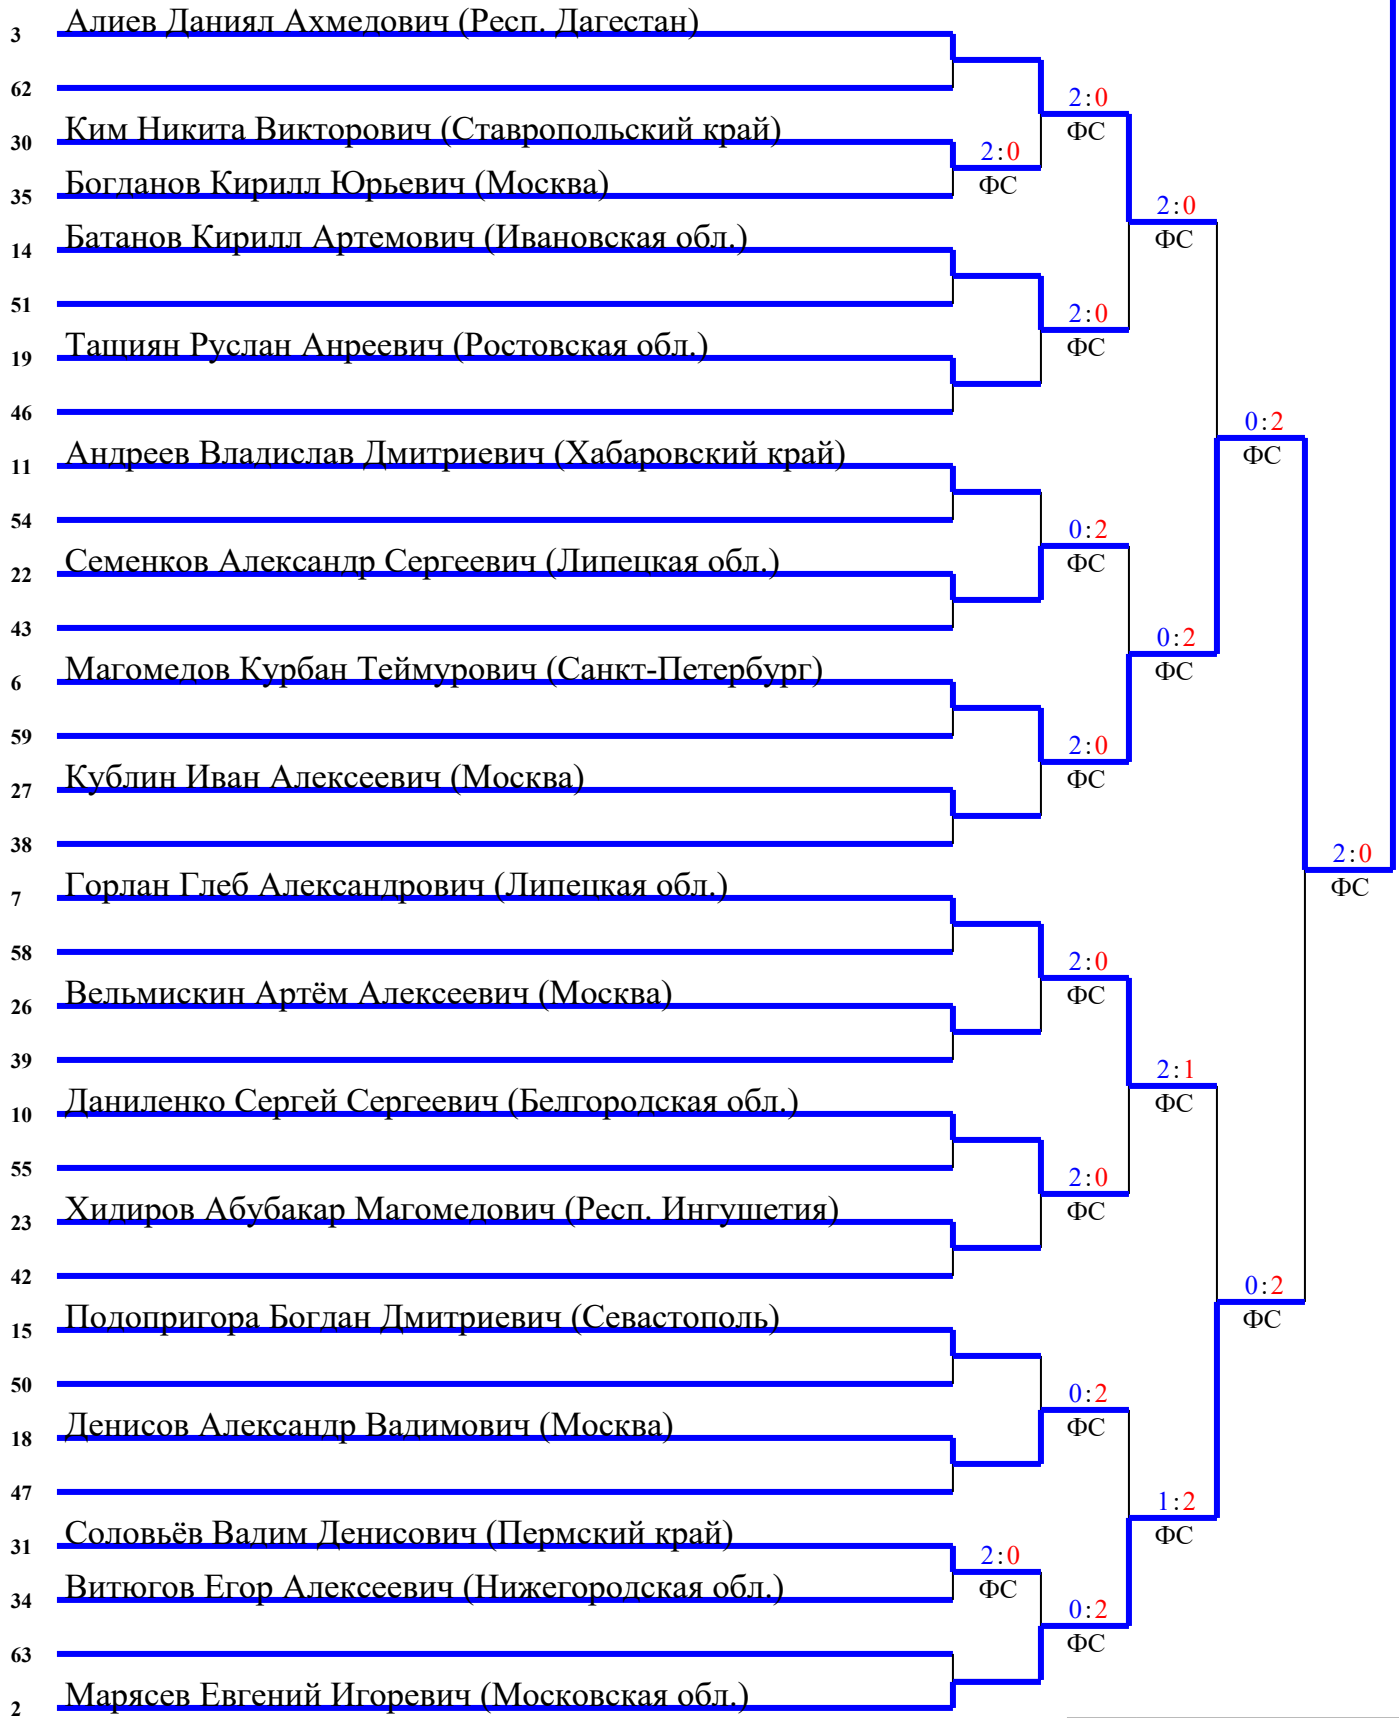 3 Алиев Даниял Ахмедович (Респ. Дагестан)
62
2:0
ФС
30 Ким Никита Викторович (Ставропольский край)
2:0
ФС
35 Богданов Кирилл Юрьевич (Москва)
2:0
ФС
14 Батанов Кирилл Артемович (Ивановская обл.)
51
2:0
ФС
19 Тащиян Руслан Анреевич (Ростовская обл.)
46
0:2
ФС
11 Андреев Владислав Дмитриевич (Хабаровский край)
54
0:2
ФС
22 Семенков Александр Сергеевич (Липецкая обл.)
43
0:2
ФС
6 Магомедов Курбан Теймурович (Санкт-Петербург)
59
2:0
ФС
27 Кублин Иван Алексеевич (Москва)
38
2:0
ФС
7 Горлан Глеб Александрович (Липецкая обл.)
58
2:0
ФС
26 Вельмискин Артём Алексеевич (Москва)
39
2:1
ФС
10 Даниленко Сергей Сергеевич (Белгородская обл.)
55
2:0
ФС
23 Хидиров Абубакар Магомедович (Респ. Ингушетия)
42
0:2
ФС
15 Подопригора Богдан Дмитриевич (Севастополь)
50
0:2
ФС
18 Денисов Александр Вадимович (Москва)
47
1:2
ФС
31 Соловьёв Вадим Денисович (Пермский край)
2:0
ФС
34 Витюгов Егор Алексеевич (Нижегородская обл.)
0:2
ФС
63
2 Марясев Евгений Игоревич (Московская обл.)